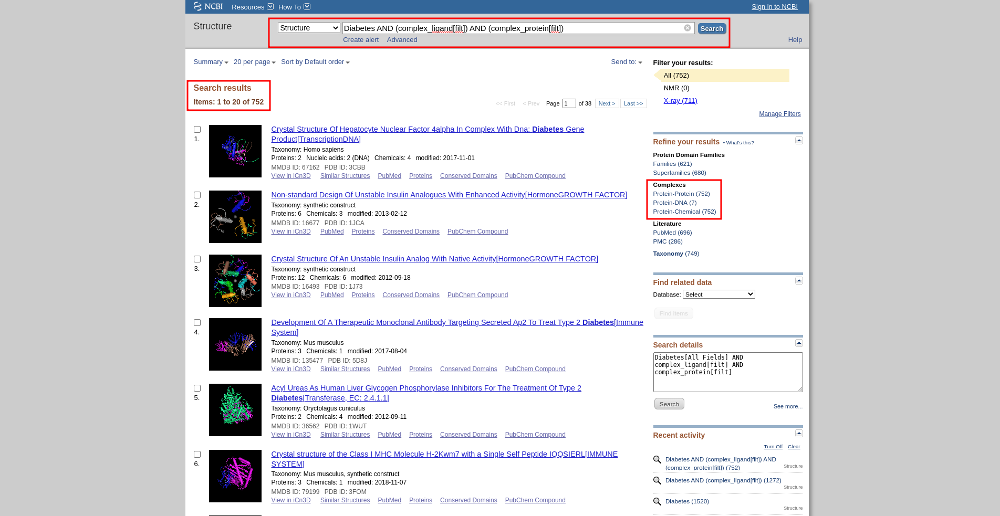 NCBI Resources How To Sign in to NCBI
Structure
Structure Diabetes AND (complex_ligand[filt]) AND (complex_protein[filt]) Search
Create alert Advanced Help
Summary 20 per page Sort by Default order Send to:
Search results
Items: 1 to 20 of 752
<< First < Prev Page 1 of 38 Next > Last >>
1. Crystal Structure Of Hepatocyte Nuclear Factor 4alpha In Complex With Dna: Diabetes Gene
Product[TranscriptionDNA]
Taxonomy: Homo sapiens
Proteins: 2 Nucleic acids: 2 (DNA) Chemicals: 4 modified: 2017-11-01
MMDB ID: 67162 PDB ID: 3CBB
View in iCn3D Similar Structures PubMed Proteins Conserved Domains PubChem Compound
2. Non-standard Design Of Unstable Insulin Analogues With Enhanced Activity[HormoneGROWTH FACTOR]
Taxonomy: synthetic construct
Proteins: 6 Chemicals: 3 modified: 2013-02-12
MMDB ID: 16677 PDB ID: 1JCA
View in iCn3D PubMed Proteins Conserved Domains PubChem Compound
3. Crystal Structure Of An Unstable Insulin Analog With Native Activity[HormoneGROWTH FACTOR]
Taxonomy: synthetic construct
Proteins: 12 Chemicals: 6 modified: 2012-09-18
MMDB ID: 16493 PDB ID: 1J73
View in iCn3D PubMed Proteins Conserved Domains PubChem Compound
4. Development Of A Therapeutic Monoclonal Antibody Targeting Secreted Ap2 To Treat Type 2 Diabetes[Immune
System]
Taxonomy: Mus musculus
Proteins: 3 Chemicals: 1 modified: 2017-08-04
MMDB ID: 135477 PDB ID: 5D8J
View in iCn3D Similar Structures PubMed Proteins Conserved Domains PubChem Compound
5. Acyl Ureas As Human Liver Glycogen Phosphorylase Inhibitors For The Treatment Of Type 2
Diabetes[Transferase, EC: 2.4.1.1]
Taxonomy: Oryctolagus cuniculus
Proteins: 2 Chemicals: 4 modified: 2012-09-11
MMDB ID: 36562 PDB ID: 1WUT
View in iCn3D Similar Structures PubMed Proteins Conserved Domains PubChem Compound
6. Crystal structure of the Class I MHC Molecule H-2Kwm7 with a Single Self Peptide IQQSIERL[IMMUNE
SYSTEM]
Taxonomy: Mus musculus, synthetic construct
Proteins: 3 Chemicals: 1 modified: 2018-11-07
MMDB ID: 79199 PDB ID: 3FOM
View in iCn3D Similar Structures PubMed Proteins Conserved Domains PubChem Compound
Filter your results:
All (752)
NMR (0)
X-ray (711)
Manage Filters
Refine your results • What's this?
Protein Domain Families
Families (621)
Superfamilies (680)
Complexes
Protein-Protein (752)
Protein-DNA (7)
Protein-Chemical (752)
Literature
PubMed (696)
PMC (286)
Taxonomy (749)
Find related data
Database: Select
Find items
Search details
Diabetes[All Fields] AND
complex_ligand[filt] AND
complex_protein[filt]
Search
See more...
Recent activity
Turn Off Clear
Diabetes AND (complex_ligand[filt]) AND
(complex_protein[filt]) (752)
Structure
Diabetes AND (complex_ligand[filt]) (1272)
Structure
Diabetes (1520)
Structure